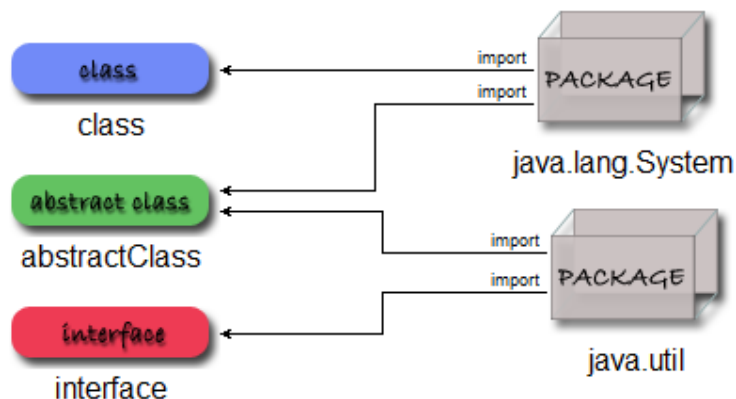 class
class
import
import
PACKAGE
java.lang.System
abstract class
abstractClass
import
import
PACKAGE
java.util
interface
interface